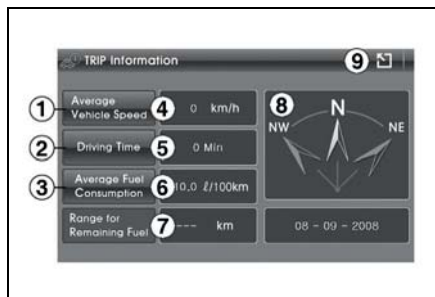 TRIP Information
9
1
Average
Vehicle Speed
4
0 km/h
8
N
NW
NE
2
Driving Time
5
0 Min
3
Average Fuel
Consumption
6
10.0 ℓ/100km
Range for
Remaining Fuel
7
--- km
08 - 09 - 2008